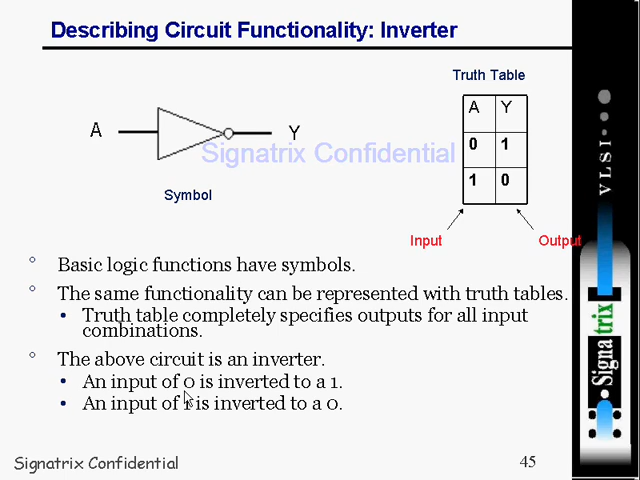 Describing Circuit Functionality: Inverter
Truth Table
A Y
0 1
1 0
A
Y
Signatrix Confidential
Symbol
Input
Output
° Basic logic functions have symbols.
° The same functionality can be represented with truth tables.
• Truth table completely specifies outputs for all input
combinations.
° The above circuit is an inverter.
• An input of 0 is inverted to a 1.
• An input of 1 is inverted to a 0.
Signatrix Confidential
45
VLSI
Signatrix